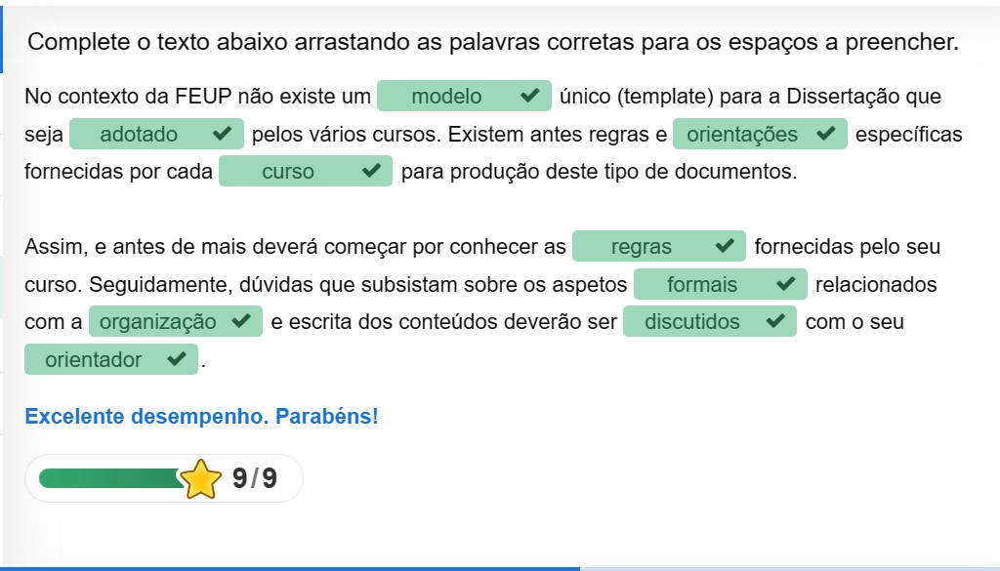 Complete o texto abaixo arrastando as palavras corretas para os espaços a preencher.
No contexto da FEUP não existe um modelo único (template) para a Dissertação que
seja adotado pelos vários cursos. Existem antes regras e orientações específicas
fornecidas por cada curso para produção deste tipo de documentos.
Assim, e antes de mais deverá começar por conhecer as regras fornecidas pelo seu
curso. Seguidamente, dúvidas que subsistam sobre os aspetos formais relacionados
com a organização e escrita dos conteúdos deverão ser discutidos com o seu
orientador .
Excelente desempenho. Parabéns!
9/9